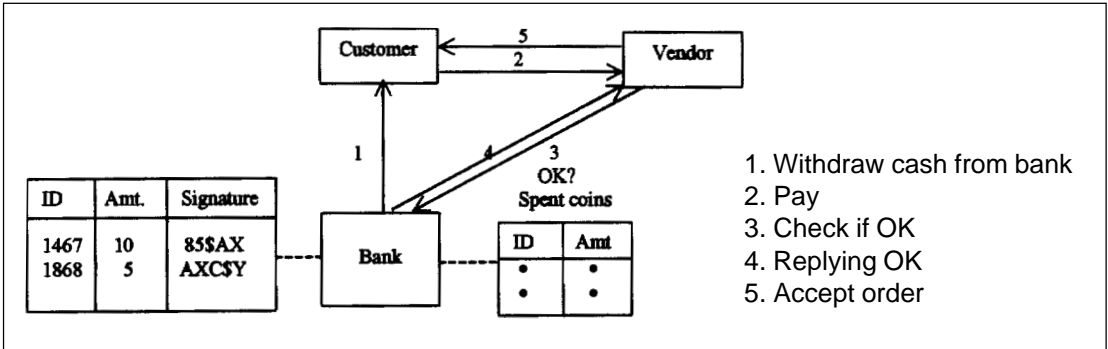 Customer
5
2
Vendor
1
4
3
OK?
Spent coins
ID Amt. Signature
1467 10 85$AX
1868 5 AXC$Y
Bank
ID Amt
1. Withdraw cash from bank
2. Pay
3. Check if OK
4. Replying OK
5. Accept order